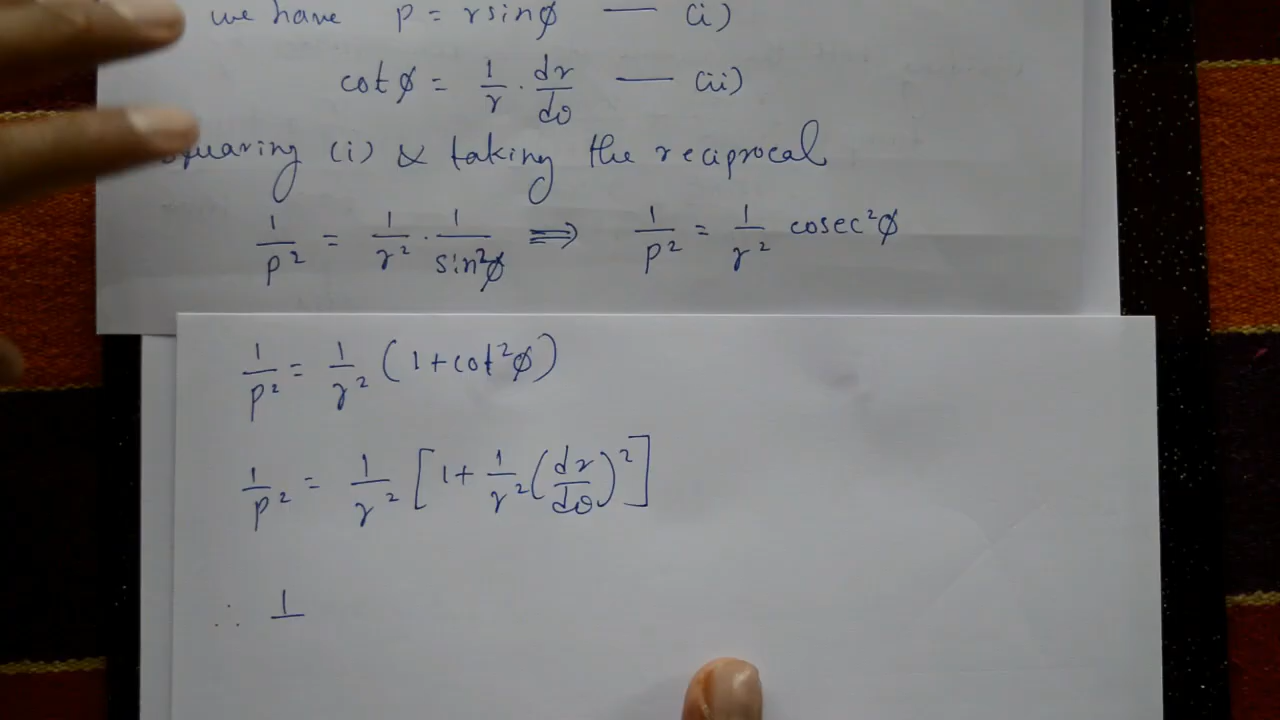 we have p = r sin φ — (i)
cot φ = 1/r · dr/dθ — (ii)
Squaring (i) & taking the reciprocal
1/p² = 1/r² · 1/sin²φ ⟹ 1/p² = 1/r² cosec²φ
1/p² = 1/r² (1 + cot²φ)
1/p² = 1/r² [1 + 1/r² (dr/dθ)²]
∴ 1